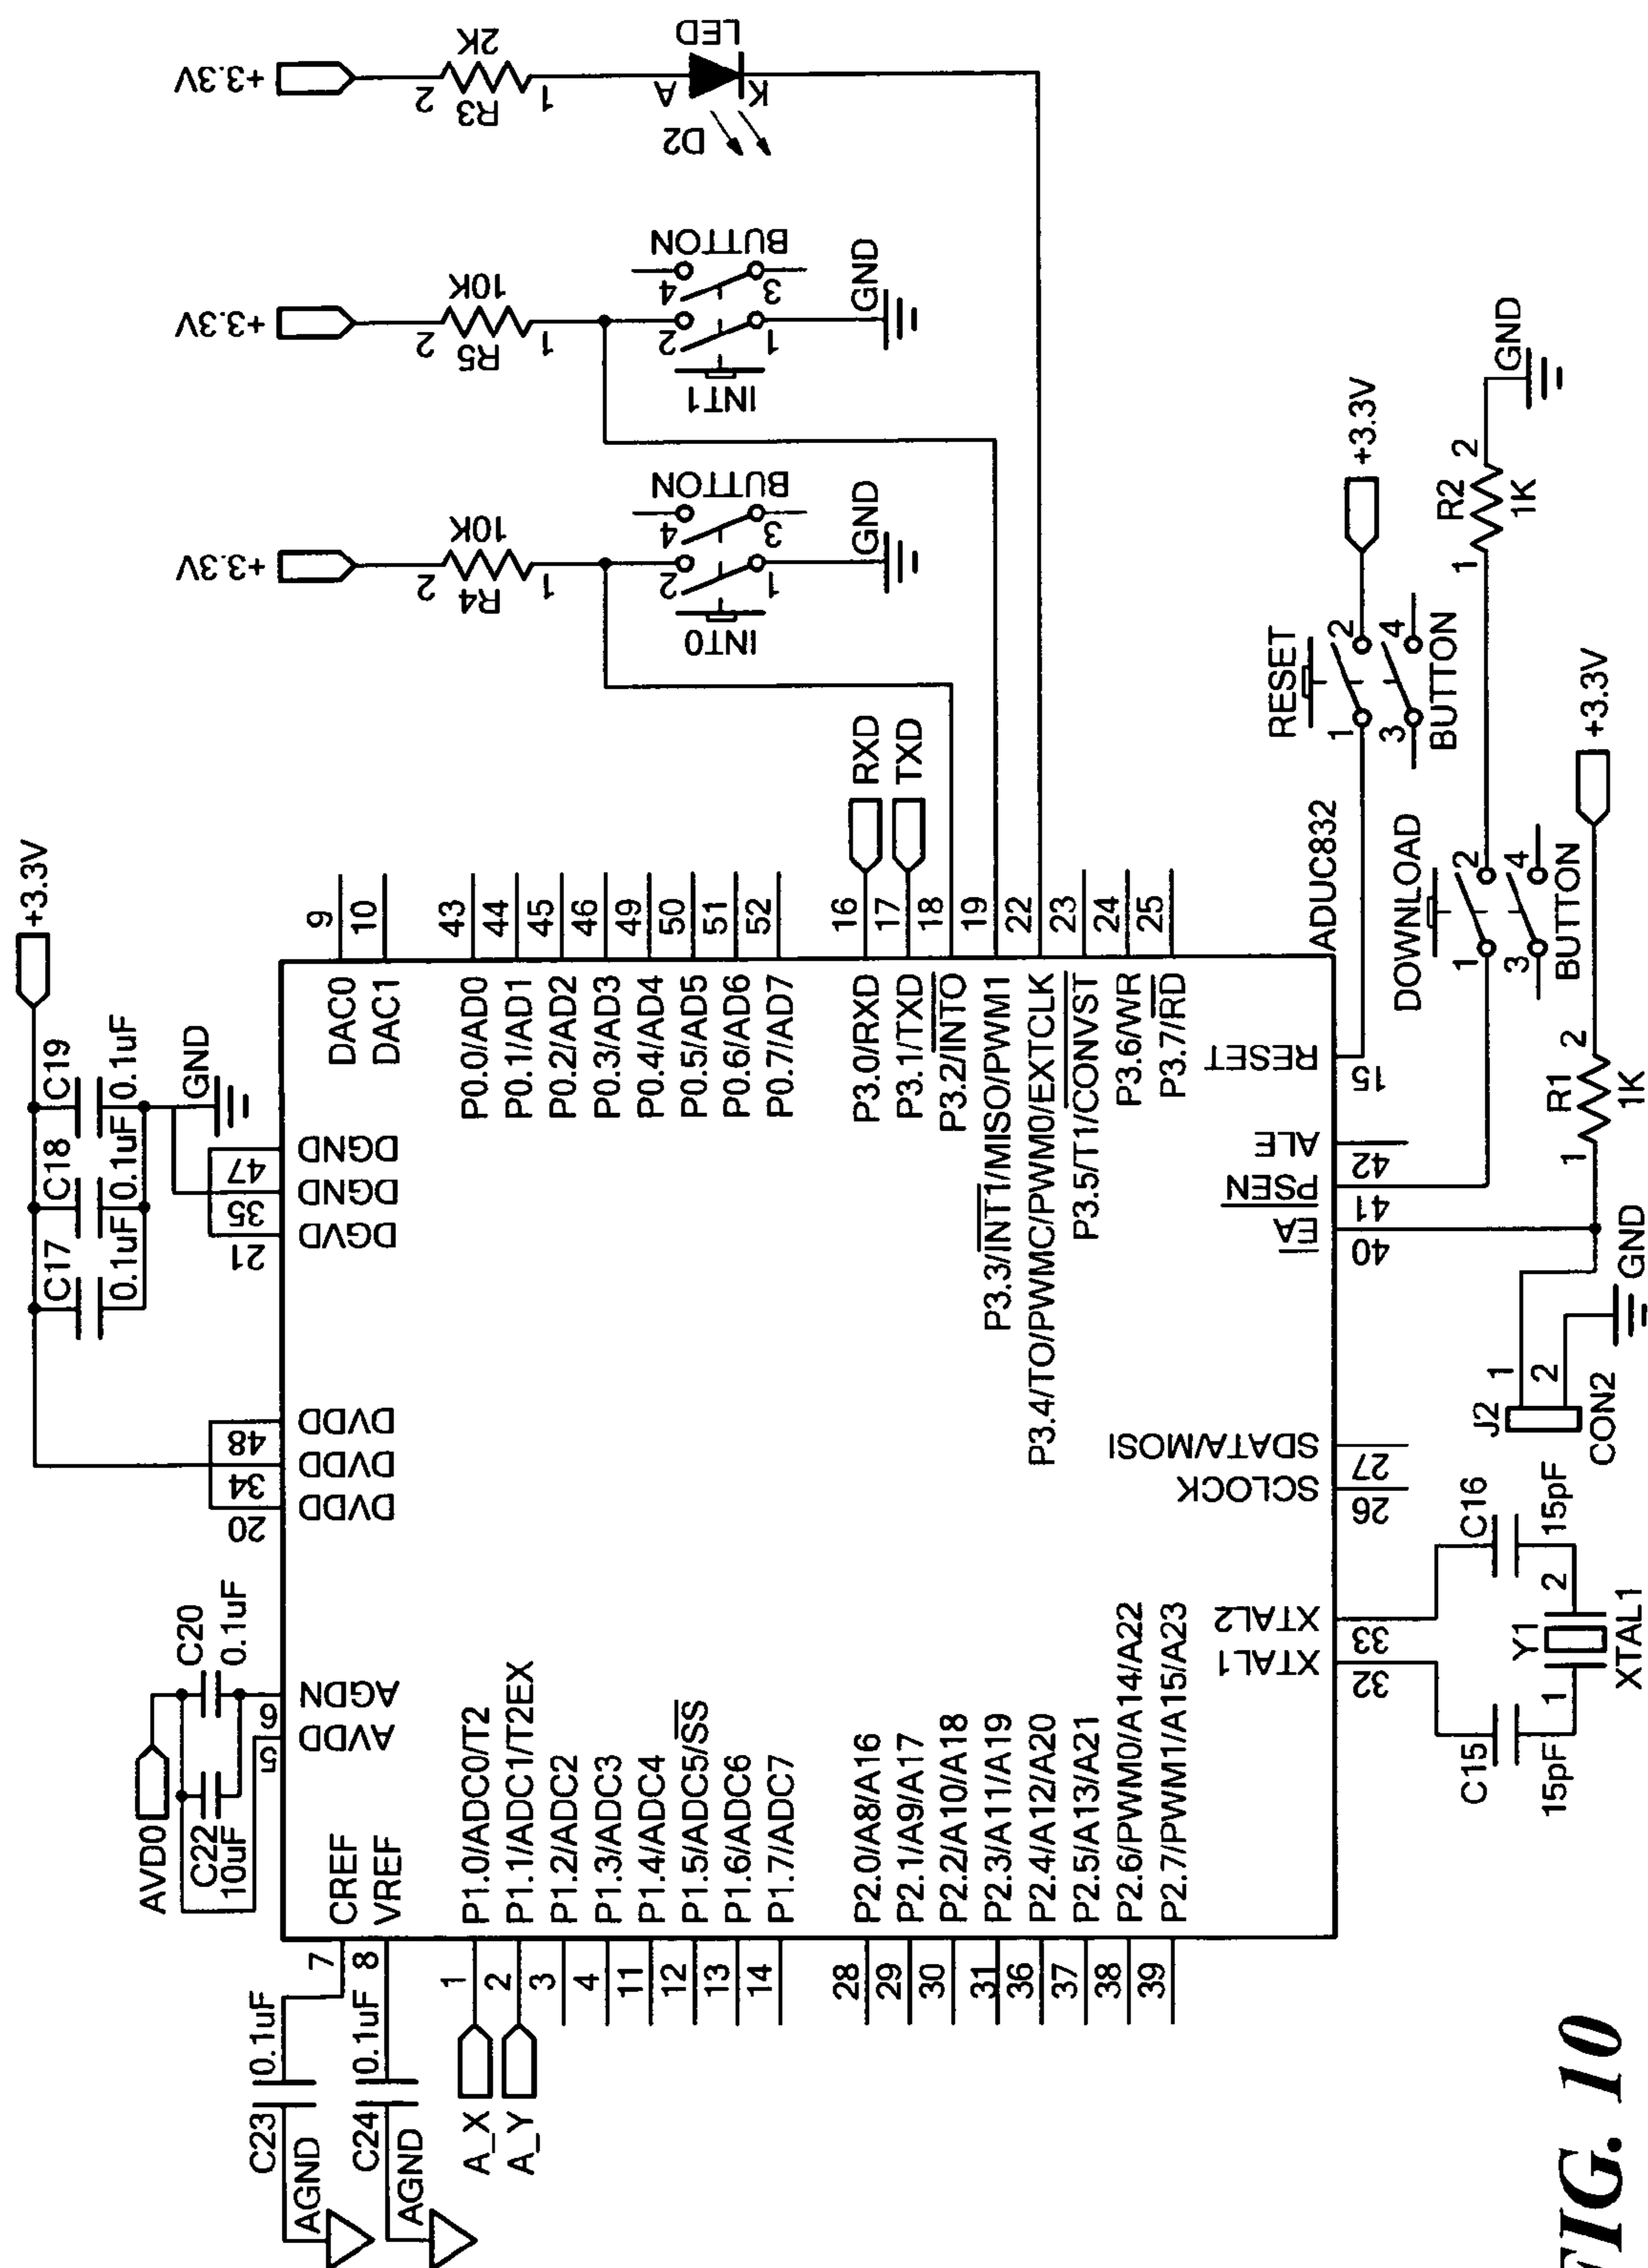 +3.3V
C17
C18
C19
0.1uF
0.1uF
0.1uF
GND
AVD0
C22
10uF
C20
0.1uF
5
6
20
34
48
21
35
47
AVDD
AGDN
DVDD
DVDD
DVDD
DGVD
DGND
DGND
C23
0.1uF
AGND
C24
0.1uF
AGND
7
8
CREF
VREF
A_X
A_Y
1
2
3
4
11
12
13
14
P1.0/ADC0/T2
P1.1/ADC1/T2EX
P1.2/ADC2
P1.3/ADC3
P1.4/ADC4
P1.5/ADC5/SS
P1.6/ADC6
P1.7/ADC7
28
29
30
31
36
37
38
39
P2.0/A8/A16
P2.1/A9/A17
P2.2/A10/A18
P2.3/A11/A19
P2.4/A12/A20
P2.5/A13/A21
P2.6/PWM0/A14/A22
P2.7/PWM1/A15/A23
DAC0
DAC1
9
10
P0.0/AD0
P0.1/AD1
P0.2/AD2
P0.3/AD3
P0.4/AD4
P0.5/AD5
P0.6/AD6
P0.7/AD7
43
44
45
46
49
50
51
52
P3.0/RXD
P3.1/TXD
P3.2/INTO
P3.3/INT1/MISO/PWM1
P3.4/TO/PWMC/PWM0/EXTCLK
P3.5/T1/CONVST
P3.6/WR
P3.7/RD
16
17
18
19
22
23
24
25
RXD
TXD
ADUC832
XTAL1
XTAL2
SCLOCK
SDATA/MOSI
EA
PSEN
ALE
RESET
32
33
26
27
40
41
42
15
+3.3V
2
R4
10K
1
INT0
2
4
1
3
BUTTON
GND
+3.3V
2
R5
10K
1
INT1
2
4
1
3
BUTTON
GND
+3.3V
2
R3
2K
1
A
K
D2
LED
RESET
1
2
3
4
BUTTON
+3.3V
DOWNLOAD
1
2
3
4
BUTTON
1
R2
2
1K
GND
1
R1
2
1K
+3.3V
J2
1
2
CON2
GND
C15
15pF
C16
15pF
1
Y1
2
XTAL1
FIG. 10